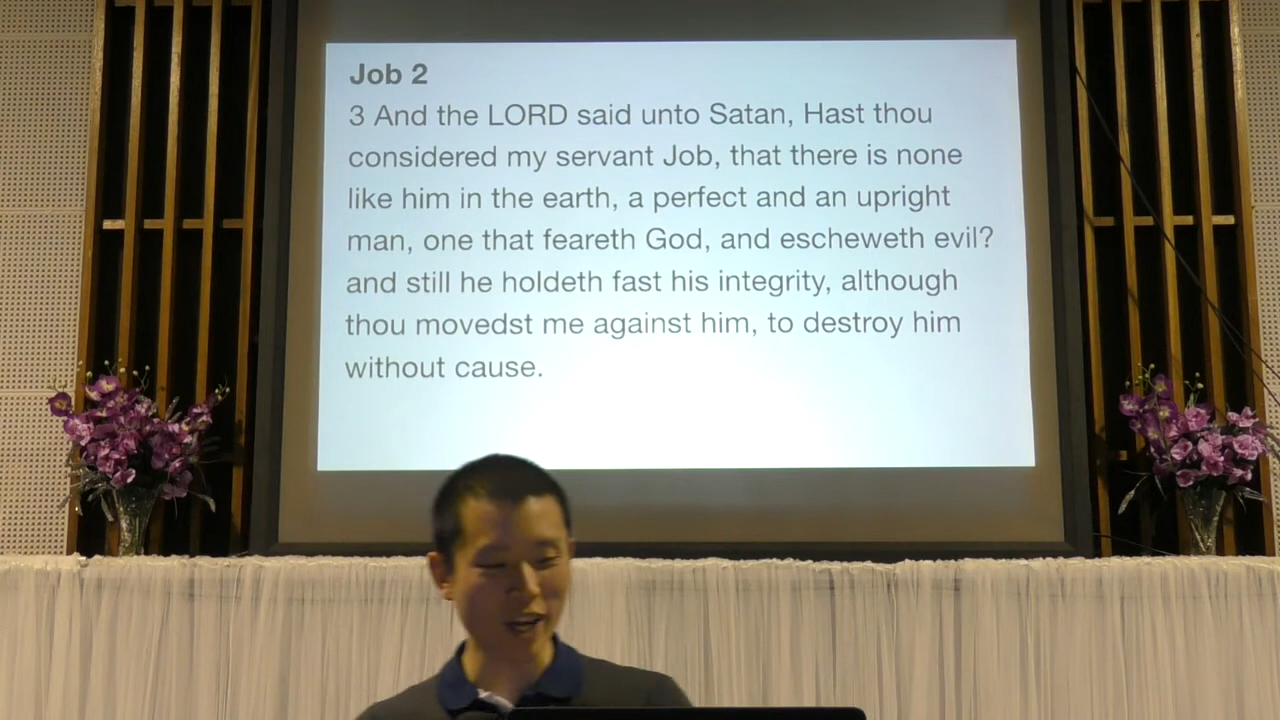 Job 2
3 And the LORD said unto Satan, Hast thou
considered my servant Job, that there is none
like him in the earth, a perfect and an upright
man, one that feareth God, and escheweth evil?
and still he holdeth fast his integrity, although
thou movedst me against him, to destroy him
without cause.